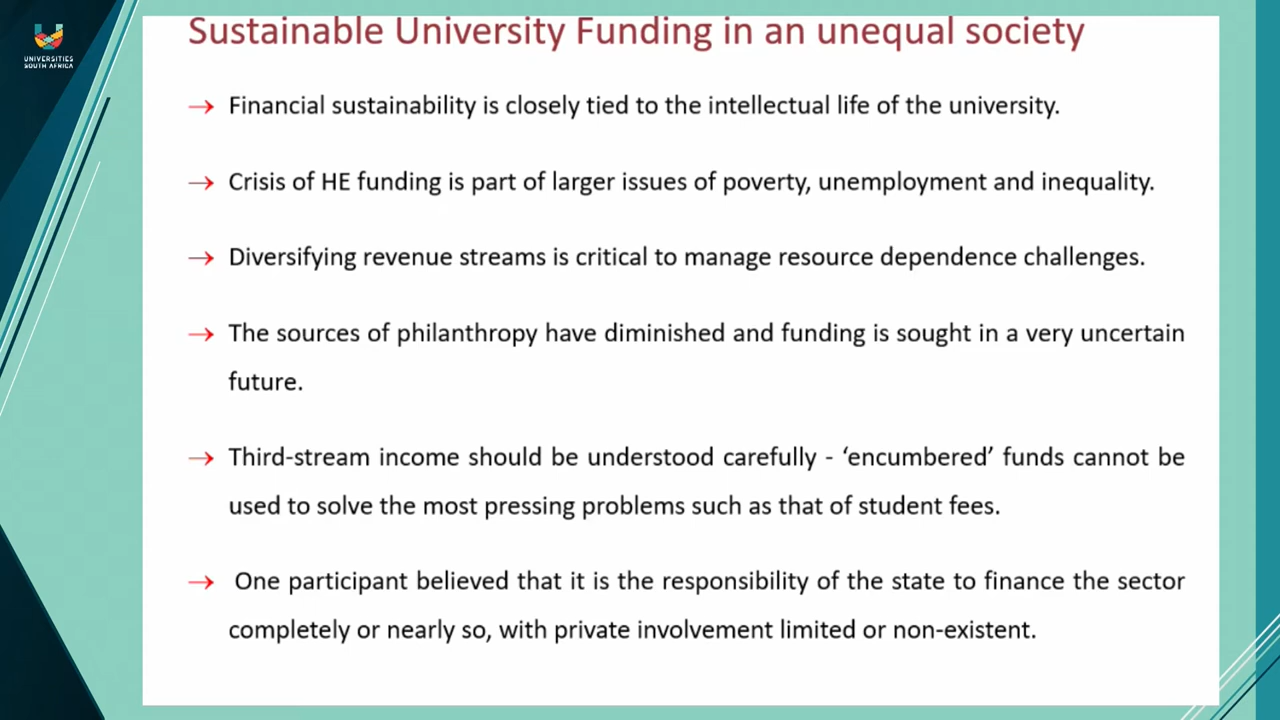 UNIVERSITIES
SOUTH AFRICA
Sustainable University Funding in an unequal society
→ Financial sustainability is closely tied to the intellectual life of the university.
→ Crisis of HE funding is part of larger issues of poverty, unemployment and inequality.
→ Diversifying revenue streams is critical to manage resource dependence challenges.
→ The sources of philanthropy have diminished and funding is sought in a very uncertain
future.
→ Third-stream income should be understood carefully - ‘encumbered’ funds cannot be
used to solve the most pressing problems such as that of student fees.
→ One participant believed that it is the responsibility of the state to finance the sector
completely or nearly so, with private involvement limited or non-existent.